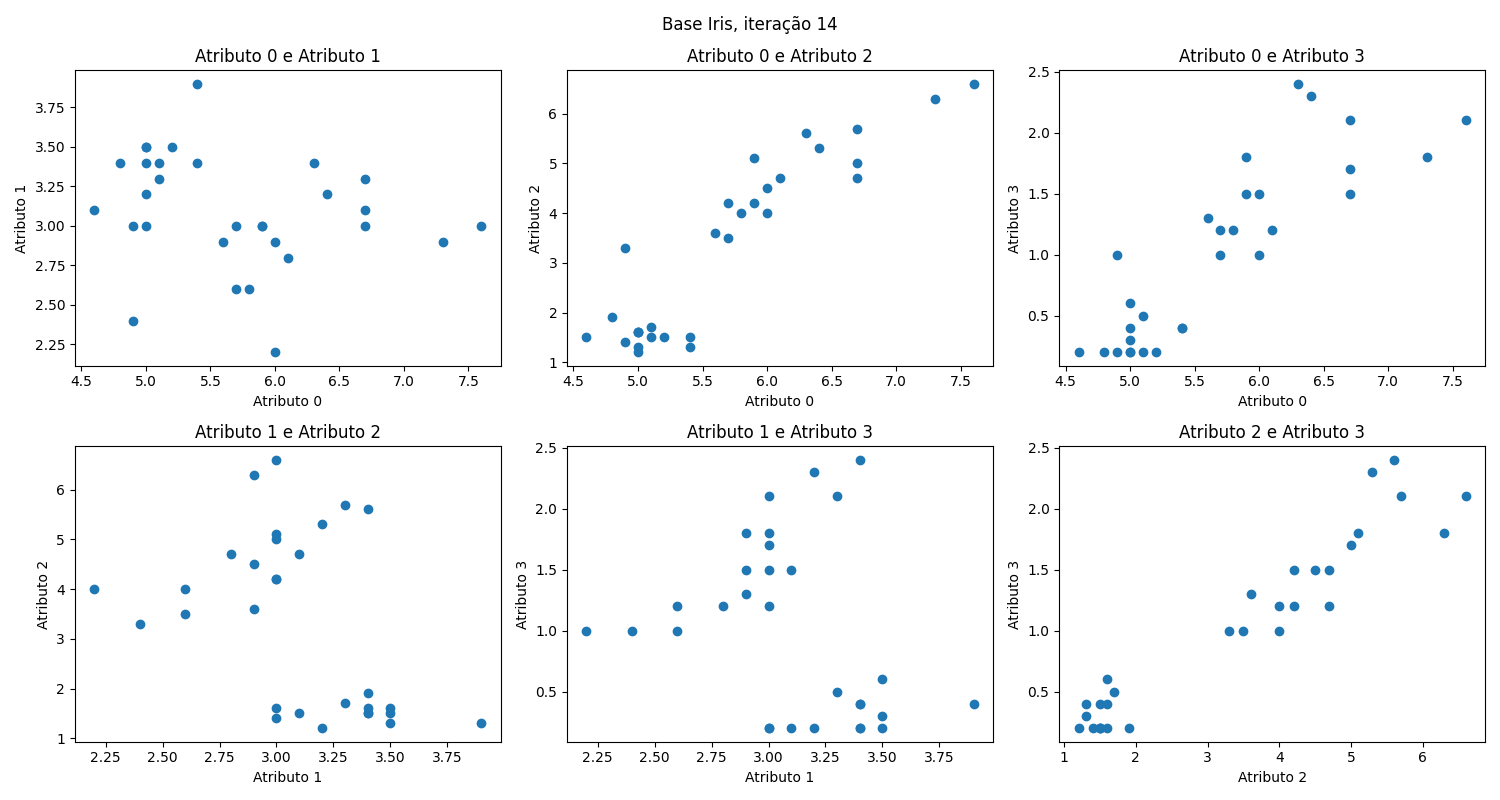 Base Iris, iteração 14
Atributo 0 e Atributo 1
3.75
3.50
3.25
3.00
2.75
2.50
2.25
Atributo 1
4.5 5.0 5.5 6.0 6.5 7.0 7.5
Atributo 0
Atributo 0 e Atributo 2
6
5
4
3
2
1
Atributo 2
4.5 5.0 5.5 6.0 6.5 7.0 7.5
Atributo 0
Atributo 0 e Atributo 3
2.5
2.0
1.5
1.0
0.5
Atributo 3
4.5 5.0 5.5 6.0 6.5 7.0 7.5
Atributo 0
Atributo 1 e Atributo 2
6
5
4
3
2
1
Atributo 2
2.25 2.50 2.75 3.00 3.25 3.50 3.75
Atributo 1
Atributo 1 e Atributo 3
2.5
2.0
1.5
1.0
0.5
Atributo 3
2.25 2.50 2.75 3.00 3.25 3.50 3.75
Atributo 1
Atributo 2 e Atributo 3
2.5
2.0
1.5
1.0
0.5
Atributo 3
1 2 3 4 5 6
Atributo 2